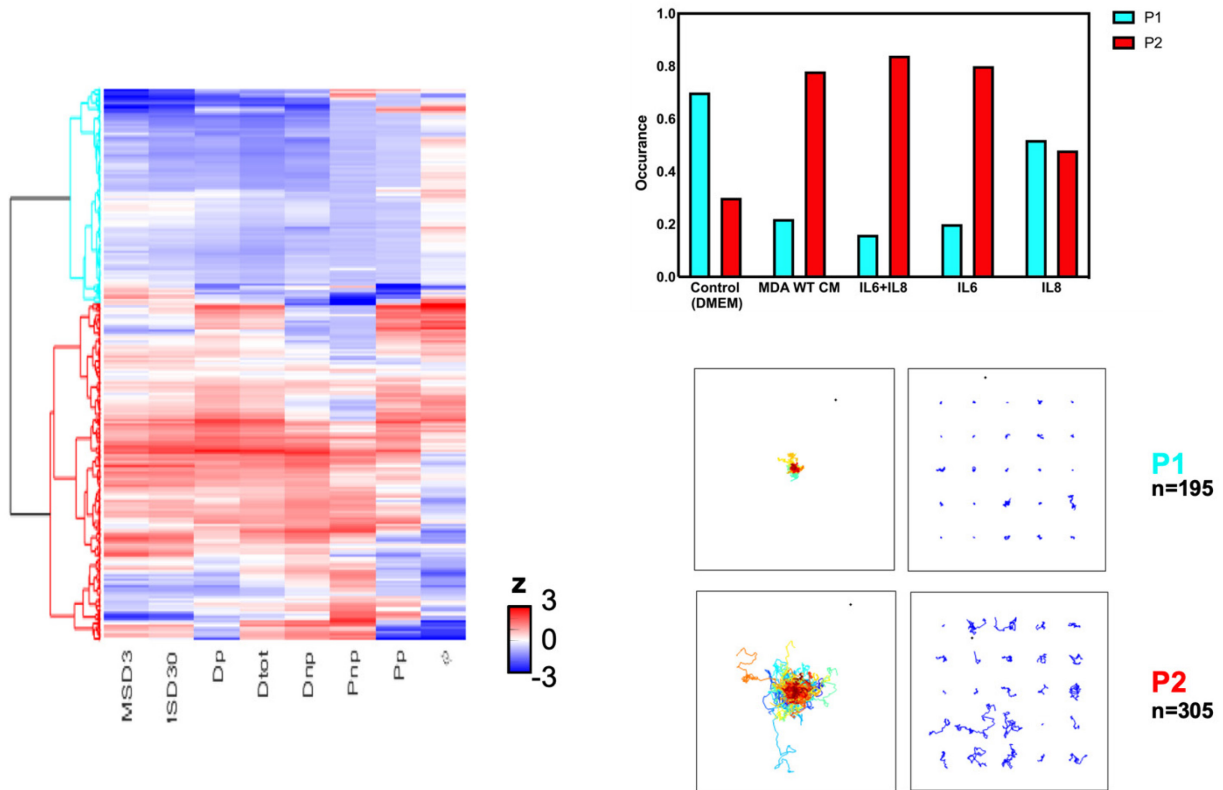 1.0
0.8
0.6
0.4
0.2
0.0
Occurance
P1
P2
Control
(DMEM)
MDA WT CM
IL6+IL8
IL6
IL8
z
3
0
-3
MSD3
ISD30
Dp
Dtot
Dnp
Pnp
Pp
P1
n=195
P2
n=305